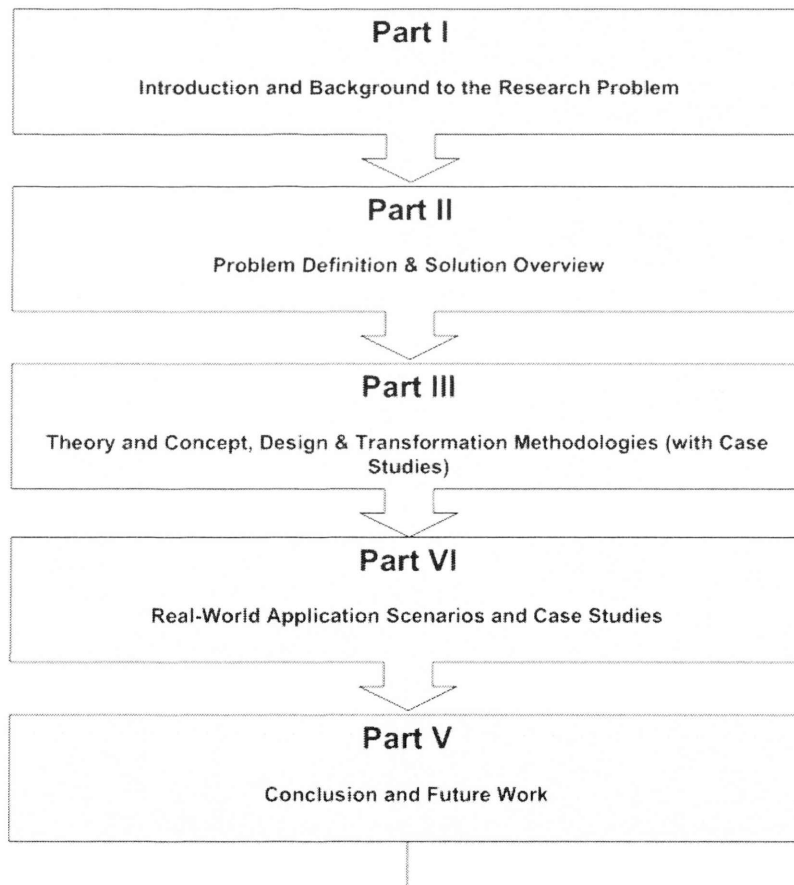 Part I
Introduction and Background to the Research Problem
Part II
Problem Definition & Solution Overview
Part III
Theory and Concept, Design & Transformation Methodologies (with Case
Studies)
Part VI
Real-World Application Scenarios and Case Studies
Part V
Conclusion and Future Work